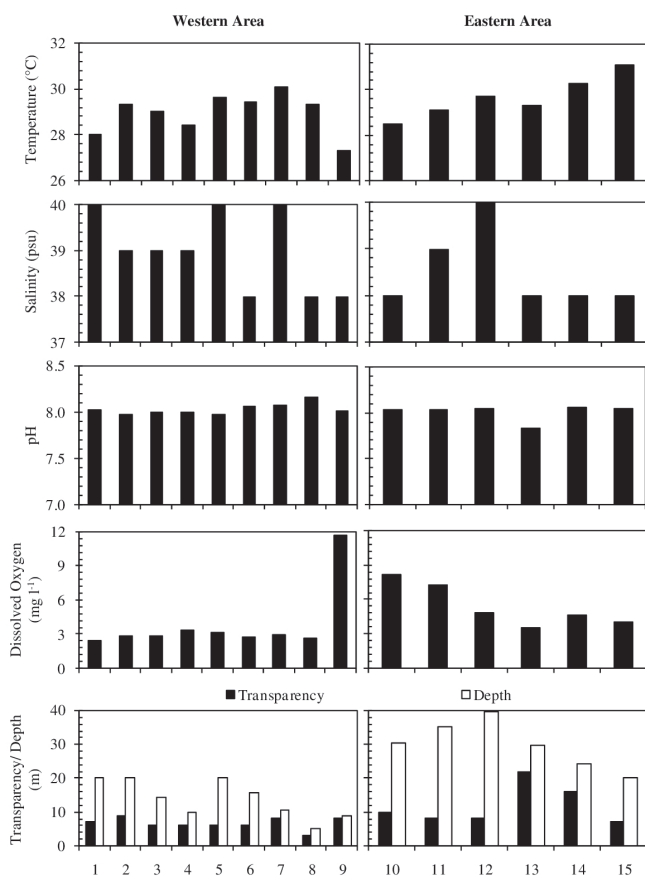 Western Area
Eastern Area
Temperature (°C)
32
30
28
26
Salinity (psu)
40
39
38
37
pH
8.5
8.0
7.5
7.0
Dissolved Oxygen
(mg l-1)
12
9
6
3
0
Transparency
Depth
Transparency/ Depth
(m)
40
30
20
10
0
1 2 3 4 5 6 7 8 9 10 11 12 13 14 15